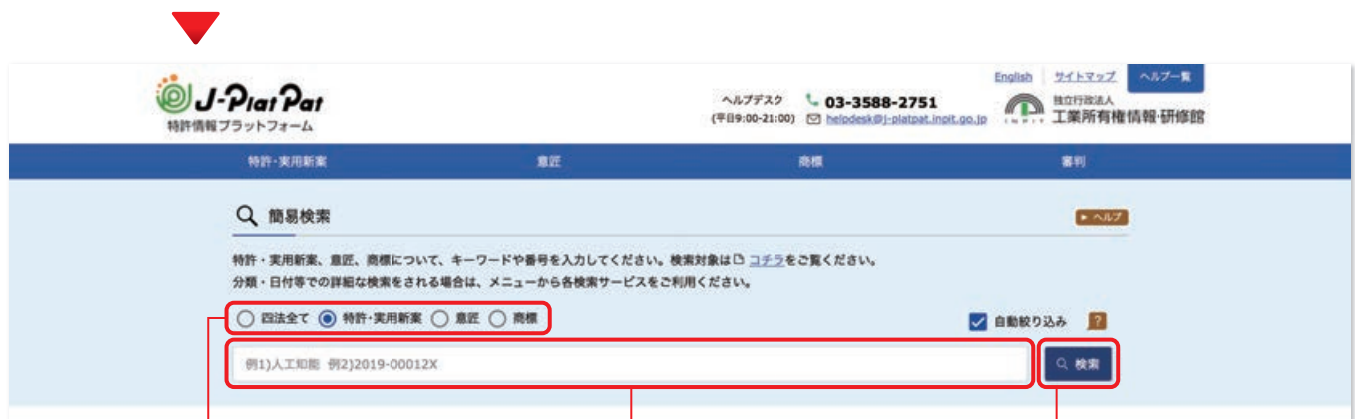 J-PlatPat
特許情報プラットフォーム
ヘルプデスク 03-3588-2751
(平日9:00-21:00) helpdesk@j-platpat.inpit.go.jp
English サイトマップ ヘルプ一覧
INPIT
独立行政法人
工業所有権情報・研修館
特許・実用新案 意匠 商標 審判
簡易検索
ヘルプ
特許・実用新案、意匠、商標について、キーワードや番号を入力してください。検索対象は コチラをご覧ください。
分類・日付等での詳細な検索をされる場合は、メニューから各検索サービスをご利用ください。
四法全て 特許・実用新案 意匠 商標
自動絞り込み ?
例1)人工知能 例2)2019-00012X
検索